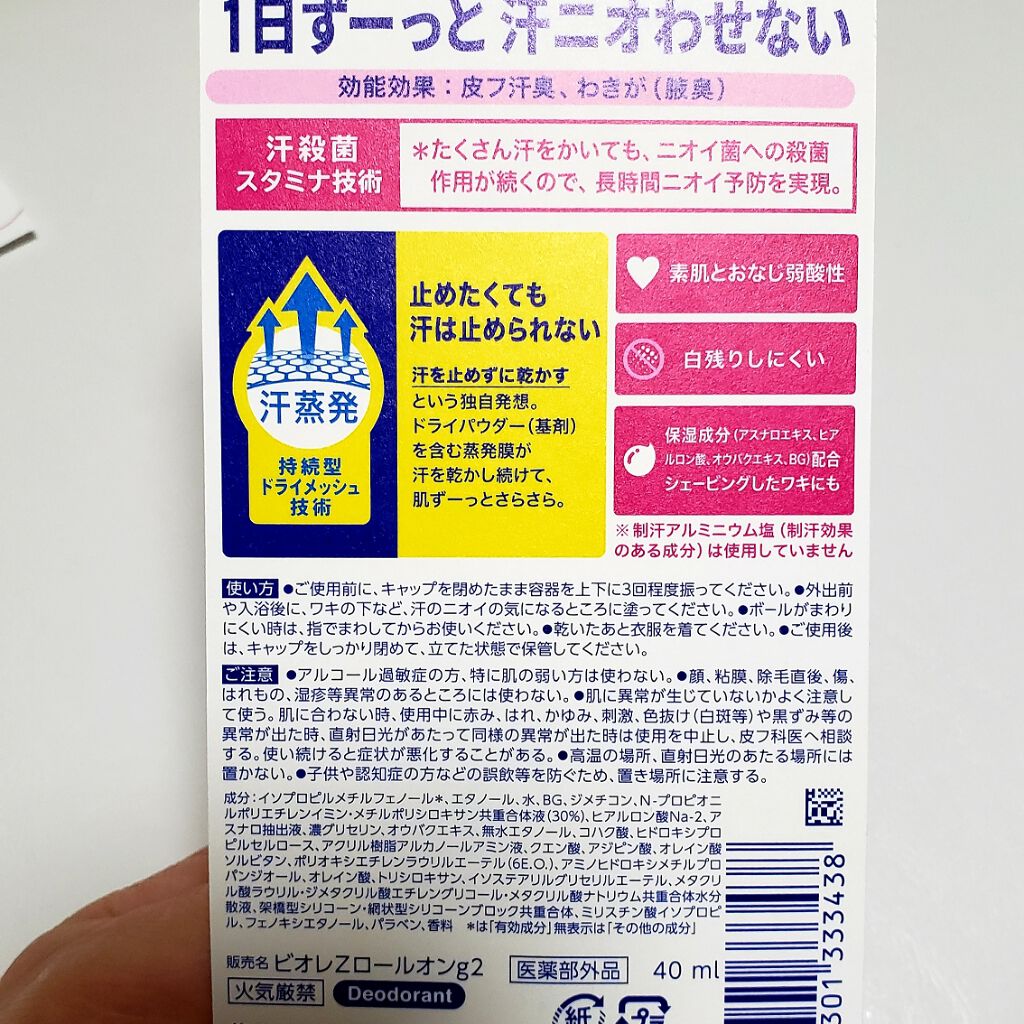 1日ずーっと 汗ニオわせない
効能効果：皮フ汗臭、わきが（腋臭）
汗殺菌
スタミナ技術
＊たくさん汗をかいても、ニオイ菌への殺菌
作用が続くので、長時間ニオイ予防を実現。
汗蒸発
持続型
ドライメッシュ
技術
止めたくても
汗は止められない
汗を止めずに乾かす
という独自発想。
ドライパウダー（基剤）
を含む蒸発膜が
汗を乾かし続けて、
肌ずーっとさらさら。
素肌とおなじ弱酸性
白残りしにくい
保湿成分（アスナロエキス、ヒア
ルロン酸、オウバクエキス、BG）配合
シェービングしたワキにも
※制汗アルミニウム塩（制汗効果
のある成分）は使用していません
使い方 ●ご使用前に、キャップを閉めたまま容器を上下に3回程度振ってください。●外出前
や入浴後に、ワキの下など、汗のニオイの気になるところに塗ってください。●ボールがまわり
にくい時は、指でまわしてからお使いください。●乾いたあと衣服を着てください。●ご使用後
は、キャップをしっかり閉めて、立てた状態で保管してください。
ご注意 ●アルコール過敏症の方、特に肌の弱い方は使わない。●顔、粘膜、除毛直後、傷、
はれもの、湿疹等異常のあるところには使わない。●肌に異常が生じていないかよく注意し
て使う。肌に合わない時、使用中に赤み、はれ、かゆみ、刺激、色抜け（白斑等）や黒ずみ等の
異常が出た時、直射日光があたって同様の異常が出た時は使用を中止し、皮フ科医へ相談
する。使い続けると症状が悪化することがある。●高温の場所、直射日光のあたる場所には
置かない。●子供や認知症の方などの誤飲等を防ぐため、置き場所に注意する。
成分：イソプロピルメチルフェノール＊、エタノール、水、BG、ジメチコン、N-プロピオニ
ルポリエチレンイミン・メチルポリシロキサン共重合体液（30％）、ヒアルロン酸Na-2、ア
スナロ抽出液、濃グリセリン、オウバクエキス、無水エタノール、コハク酸、ヒドロキシプロ
ピルセルロース、アクリル樹脂アルカノールアミン液、クエン酸、アジピン酸、オレイン酸
ソルビタン、ポリオキシエチレンラウリルエーテル（6E.O.）、アミノヒドロキシメチルプロ
パンジオール、オレイン酸、トリシロキサン、イソステアリルグリセリルエーテル、メタクリ
ル酸ラウリル・ジメタクリル酸エチレングリコール・メタクリル酸ナトリウム共重合体水分
散液、架橋型シリコーン・網状型シリコーンブロック共重合体、ミリスチン酸イソプロピ
ル、フェノキシエタノール、パラベン、香料 ＊は「有効成分」無表示は「その他の成分」
販売名 ビオレZロールオンg2 医薬部外品 40 ml
火気厳禁 Deodorant
紙
プ
301 333438